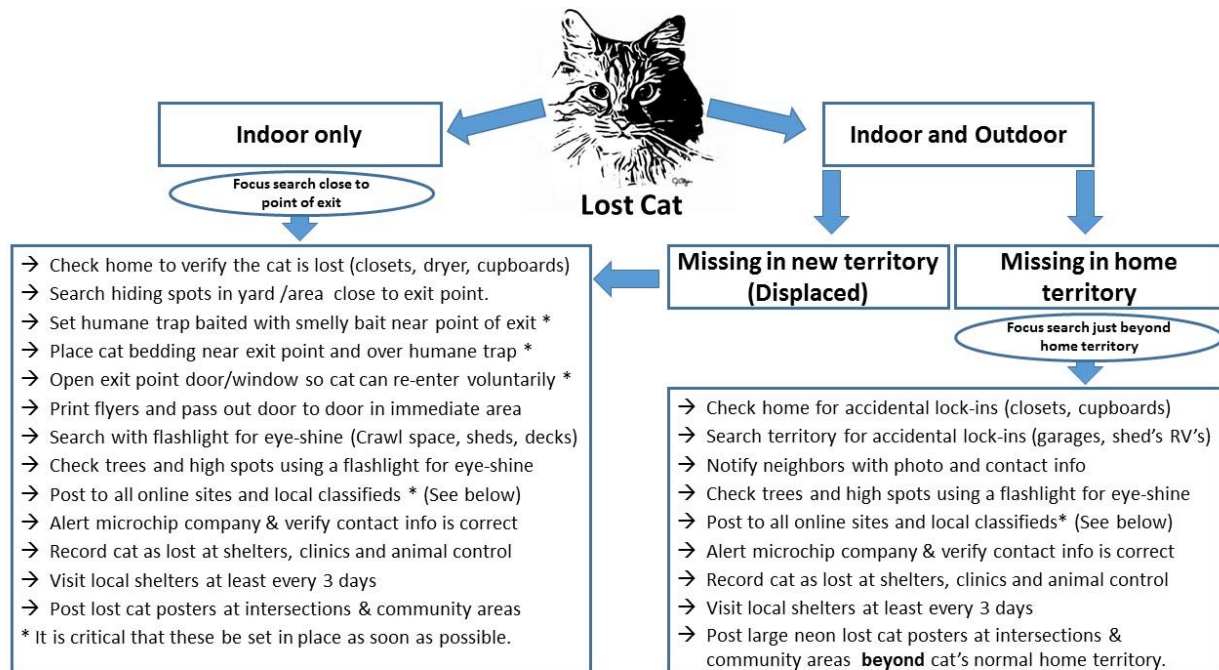 Lost Cat
Indoor only
Focus search close to
point of exit
→ Check home to verify the cat is lost (closets, dryer, cupboards)
→ Search hiding spots in yard /area close to exit point.
→ Set humane trap baited with smelly bait near point of exit *
→ Place cat bedding near exit point and over humane trap *
→ Open exit point door/window so cat can re-enter voluntarily *
→ Print flyers and pass out door to door in immediate area
→ Search with flashlight for eye-shine (Crawl space, sheds, decks)
→ Check trees and high spots using a flashlight for eye-shine
→ Post to all online sites and local classifieds * (See below)
→ Alert microchip company & verify contact info is correct
→ Record cat as lost at shelters, clinics and animal control
→ Visit local shelters at least every 3 days
→ Post lost cat posters at intersections & community areas
* It is critical that these be set in place as soon as possible.
Indoor and Outdoor
Missing in new territory
(Displaced)
Missing in home
territory
Focus search just beyond
home territory
→ Check home for accidental lock-ins (closets, cupboards)
→ Search territory for accidental lock-ins (garages, shed's RV's)
→ Notify neighbors with photo and contact info
→ Check trees and high spots using a flashlight for eye-shine
→ Post to all online sites and local classifieds* (See below)
→ Alert microchip company & verify contact info is correct
→ Record cat as lost at shelters, clinics and animal control
→ Visit local shelters at least every 3 days
→ Post large neon lost cat posters at intersections &
community areas beyond cat's normal home territory.